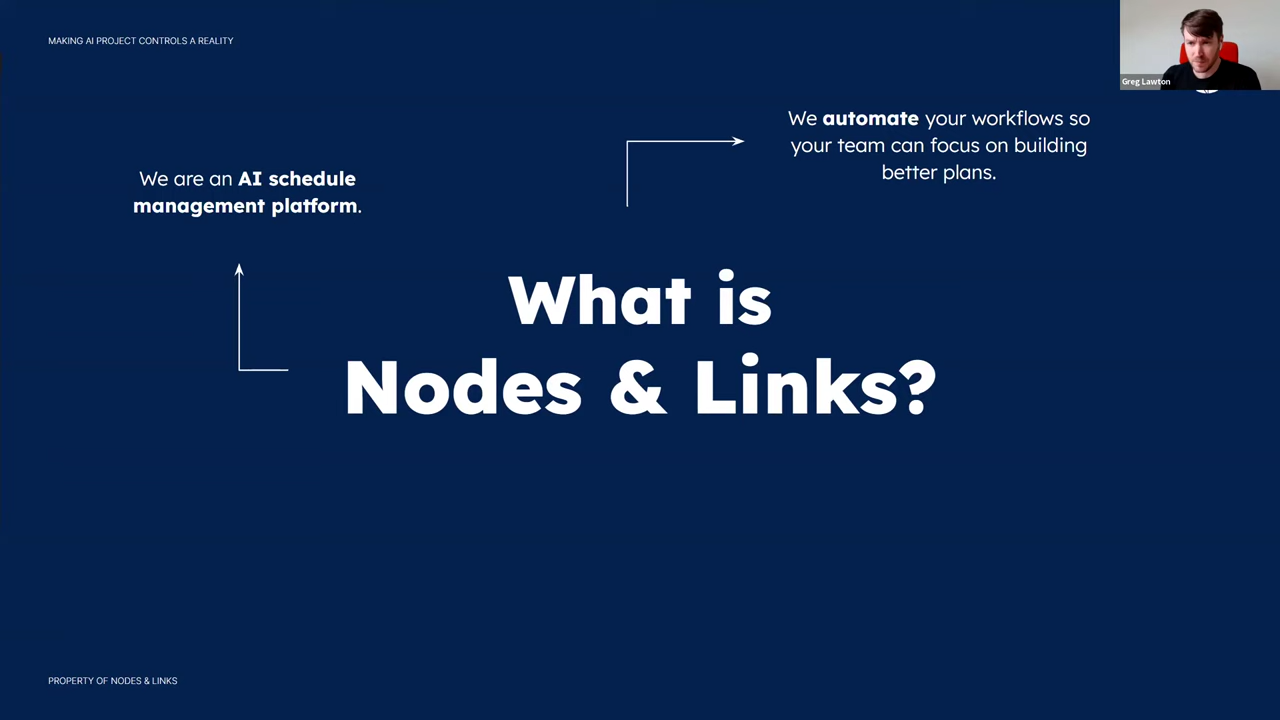 MAKING AI PROJECT CONTROLS A REALITY
Greg Lawton
We automate your workflows so
your team can focus on building
better plans.
We are an AI schedule
management platform.
What is
Nodes & Links?
PROPERTY OF NODES & LINKS